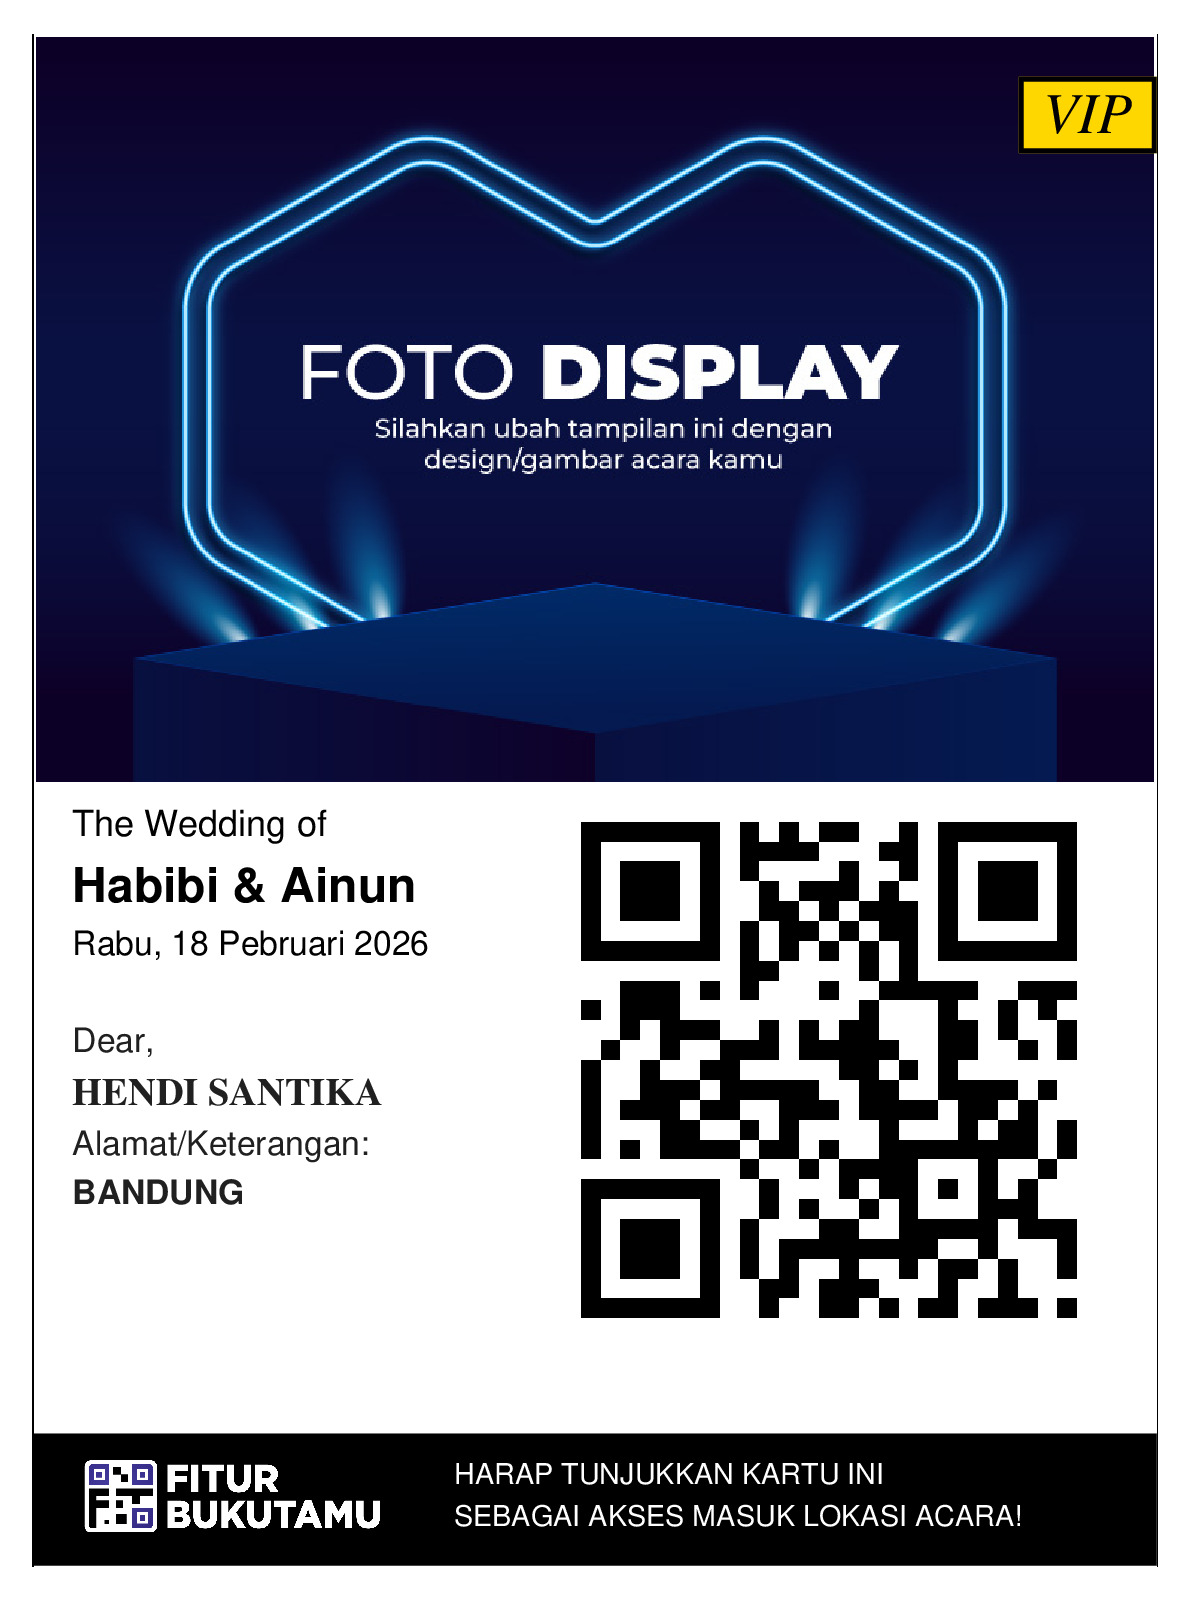 VIP
FOTO DISPLAY
Silahkan ubah tampilan ini dengan
design/gambar acara kamu
The Wedding of
Habibi & Ainun
Rabu, 18 Pebruari 2026
Dear,
HENDI SANTIKA
Alamat/Keterangan:
BANDUNG
FITUR
BUKUTAMU
HARAP TUNJUKKAN KARTU INI
SEBAGAI AKSES MASUK LOKASI ACARA!